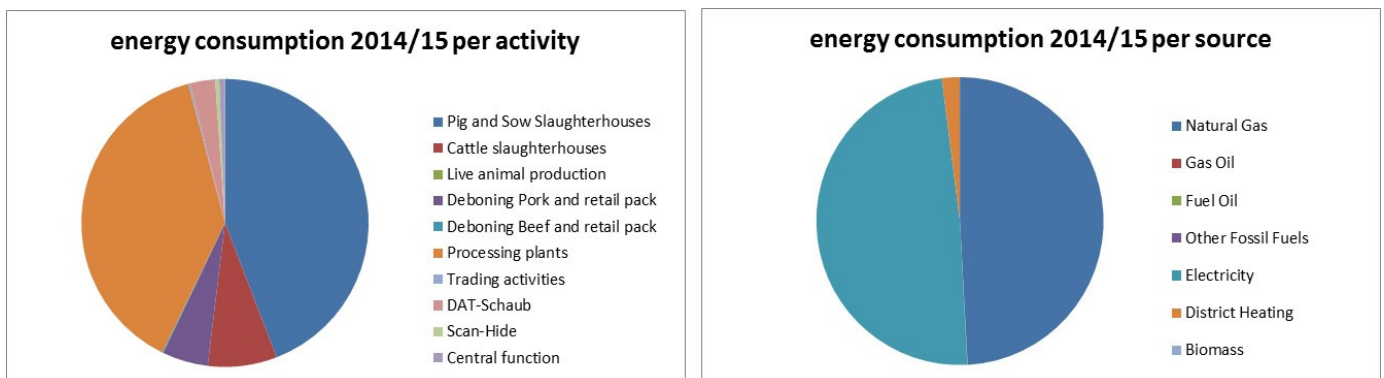 energy consumption 2014/15 per activity
Pig and Sow Slaughterhouses
Cattle slaughterhouses
Live animal production
Deboning Pork and retail pack
Deboning Beef and retail pack
Processing plants
Trading activities
DAT-Schaub
Scan-Hide
Central function
energy consumption 2014/15 per source
Natural Gas
Gas Oil
Fuel Oil
Other Fossil Fuels
Electricity
District Heating
Biomass